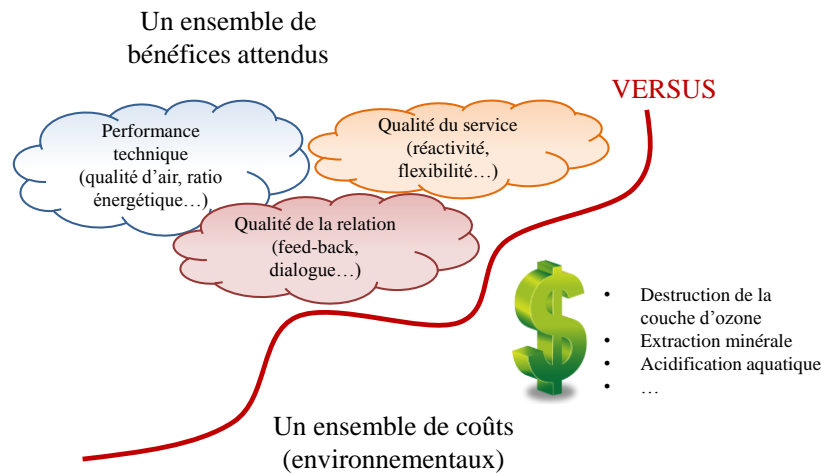 Un ensemble de
bénéfices attendus
VERSUS
Performance
technique
(qualité d’air, ratio
énergétique…)
Qualité du service
(réactivité,
flexibilité…)
Qualité de la relation
(feed-back,
dialogue…)
$
• Destruction de la
couche d’ozone
• Extraction minérale
• Acidification aquatique
• …
Un ensemble de coûts
(environnementaux)